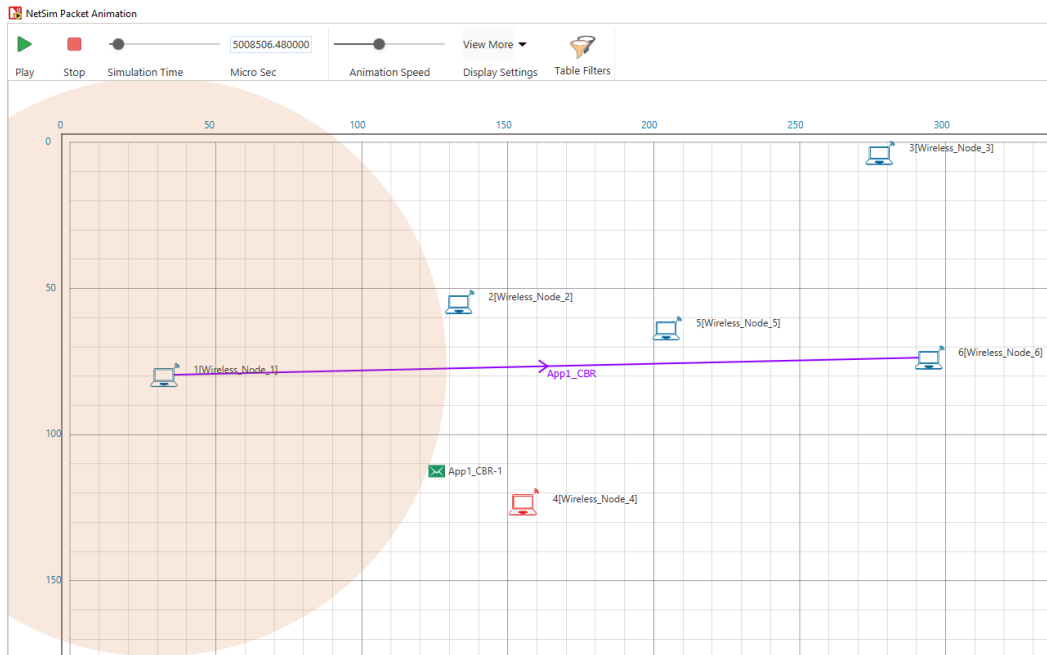 NetSim Packet Animation
5008506.480000
View More
Play Stop Simulation Time Micro Sec Animation Speed Display Settings Table Filters
0 50 100 150 200 250 300
0
3[Wireless_Node_3]
50
2[Wireless_Node_2]
5[Wireless_Node_5]
6[Wireless_Node_6]
1[Wireless_Node_1]
App1_CBR
100
App1_CBR-1
4[Wireless_Node_4]
150